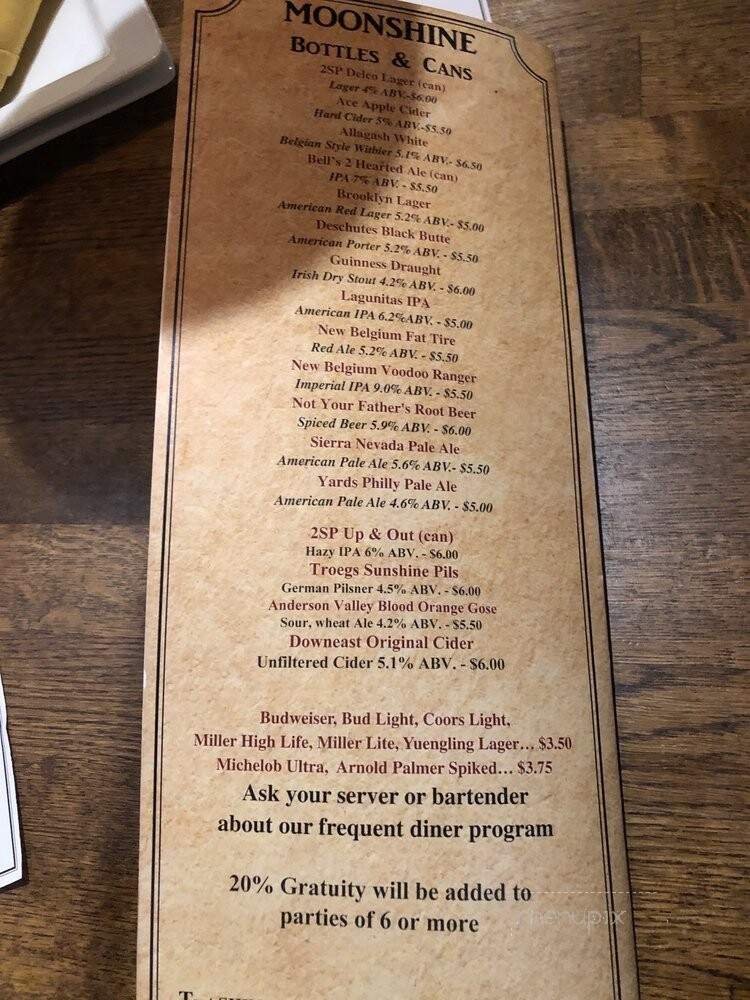 MOONSHINE
BOTTLES & CANS
2SP Delco Lager (can)
Lager 4% ABV.-$6.00
Ace Apple Cider
Hard Cider 5% ABV.-$5.50
Allagash White
Belgian Style Witbier 5.1% ABV.- $6.50
Bell's 2 Hearted Ale (can)
IPA 7% ABV. - $5.50
Brooklyn Lager
American Red Lager 5.2% ABV.- $5.00
Deschutes Black Butte
American Porter 5.2% ABV. - $5.50
Guinness Draught
Irish Dry Stout 4.2% ABV. - $6.00
Lagunitas IPA
American IPA 6.2%ABV. - $5.00
New Belgium Fat Tire
Red Ale 5.2% ABV. - $5.50
New Belgium Voodoo Ranger
Imperial IPA 9.0% ABV. - $5.50
Not Your Father's Root Beer
Spiced Beer 5.9% ABV. - $6.00
Sierra Nevada Pale Ale
American Pale Ale 5.6% ABV.- $5.50
Yards Philly Pale Ale
American Pale Ale 4.6% ABV. - $5.00
2SP Up & Out (can)
Hazy IPA 6% ABV. - $6.00
Troegs Sunshine Pils
German Pilsner 4.5% ABV. - $6.00
Anderson Valley Blood Orange Gose
Sour, wheat Ale 4.2% ABV. - $5.50
Downeast Original Cider
Unfiltered Cider 5.1% ABV. - $6.00
Budweiser, Bud Light, Coors Light,
Miller High Life, Miller Lite, Yuengling Lager… $3.50
Michelob Ultra, Arnold Palmer Spiked… $3.75
Ask your server or bartender
about our frequent diner program
20% Gratuity will be added to
parties of 6 or more
menupix